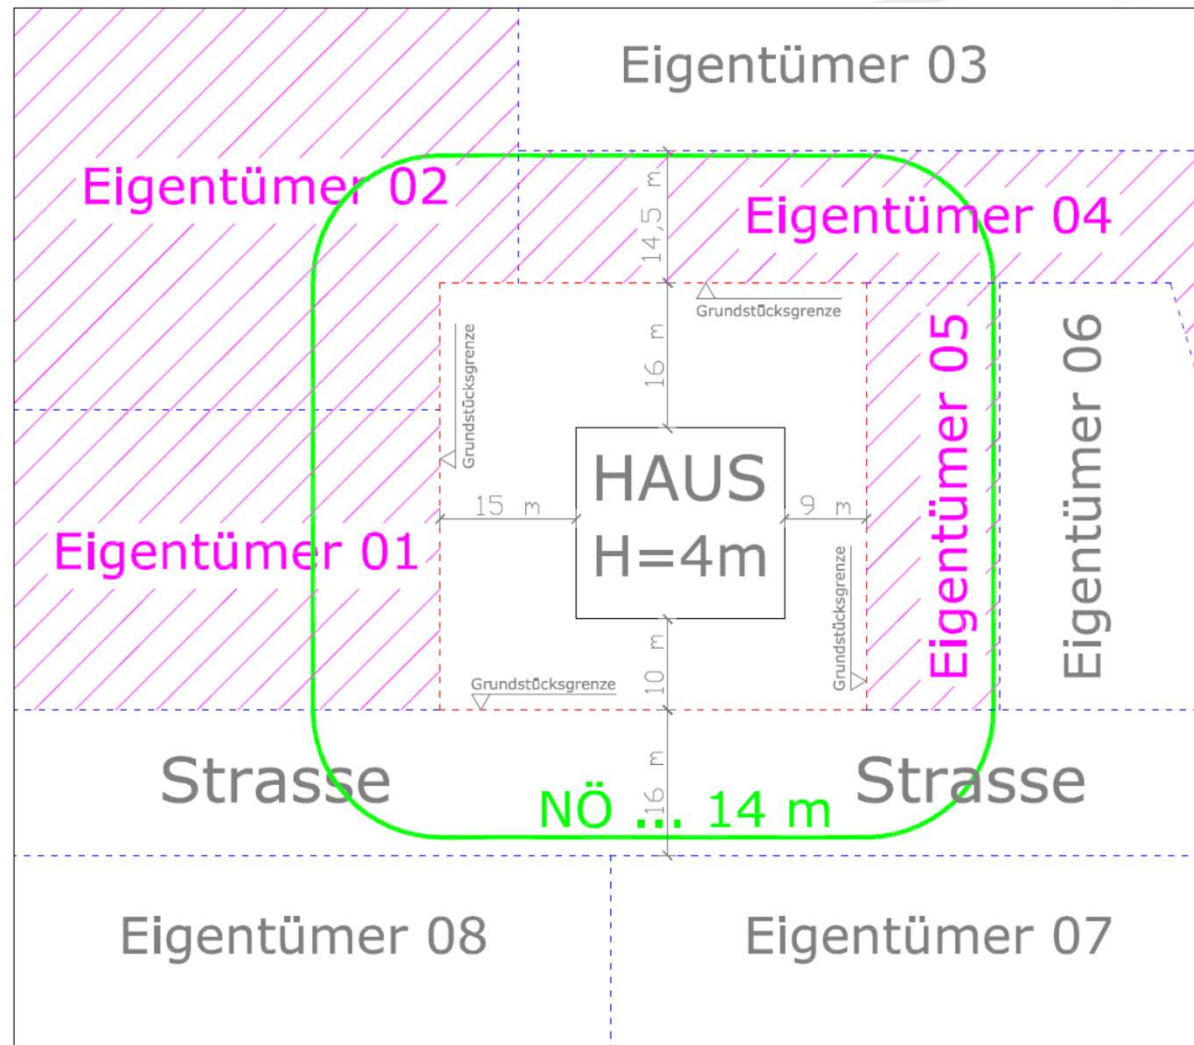 Eigentümer 03
Eigentümer 02
Eigentümer 04
14,5 m
Grundstücksgrenze
Grundstücksgrenze
16 m
Eigentümer 05
Eigentümer 06
HAUS
H=4m
15 m
9 m
Eigentümer 01
Grundstücksgrenze
10 m
Grundstücksgrenze
Strasse
Strasse
NÖ ... 14 m
16 m
Eigentümer 08
Eigentümer 07